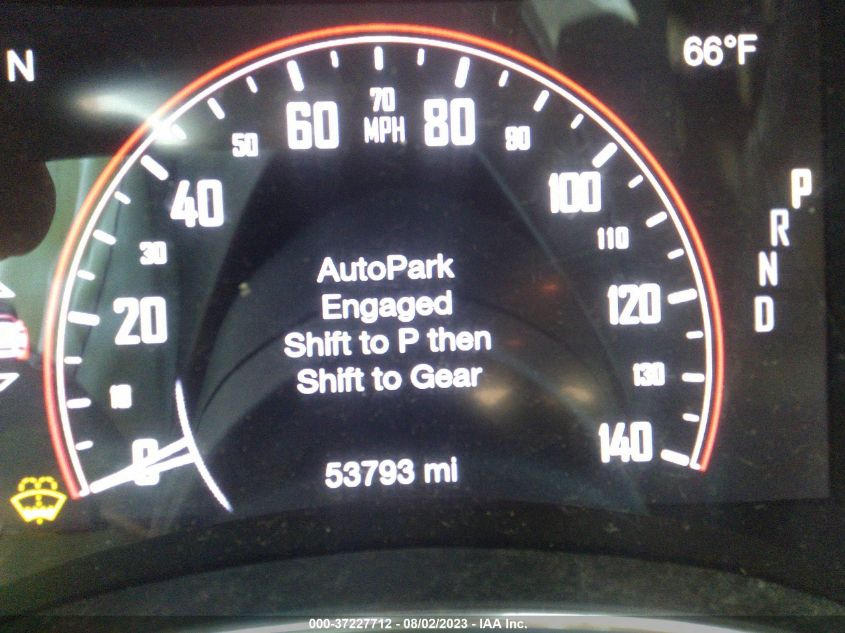 N
66°F
0
10
20
30
40
50
60
70
MPH
80
90
100
110
120
130
140
P
R
N
D
AutoPark
Engaged
Shift to P then
Shift to Gear
53793 mi
000-37227712 - 08/02/2023 - IAA Inc.